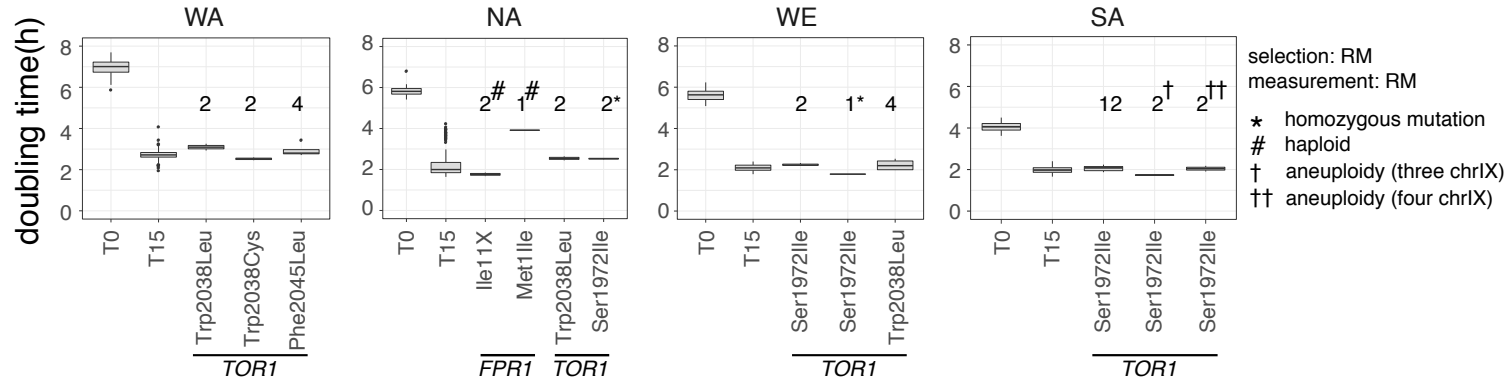 WA
NA
WE
SA
doubling time(h)
8
6
4
2
0
2
2
4
T0
T15
Trp2038Leu
Trp2038Cys
Phe2045Leu
TOR1
8
6
4
2
0
2#
1#
2
2*
T0
T15
Ile11X
Met1Ile
Trp2038Leu
Ser1972Ile
FPR1
TOR1
8
6
4
2
0
2
1*
4
T0
T15
Ser1972Ile
Ser1972Ile
Trp2038Leu
TOR1
8
6
4
2
0
12
2†
2††
T0
T15
Ser1972Ile
Ser1972Ile
Ser1972Ile
TOR1
selection: RM
measurement: RM
* homozygous mutation
# haploid
† aneuploidy (three chrIX)
†† aneuploidy (four chrIX)